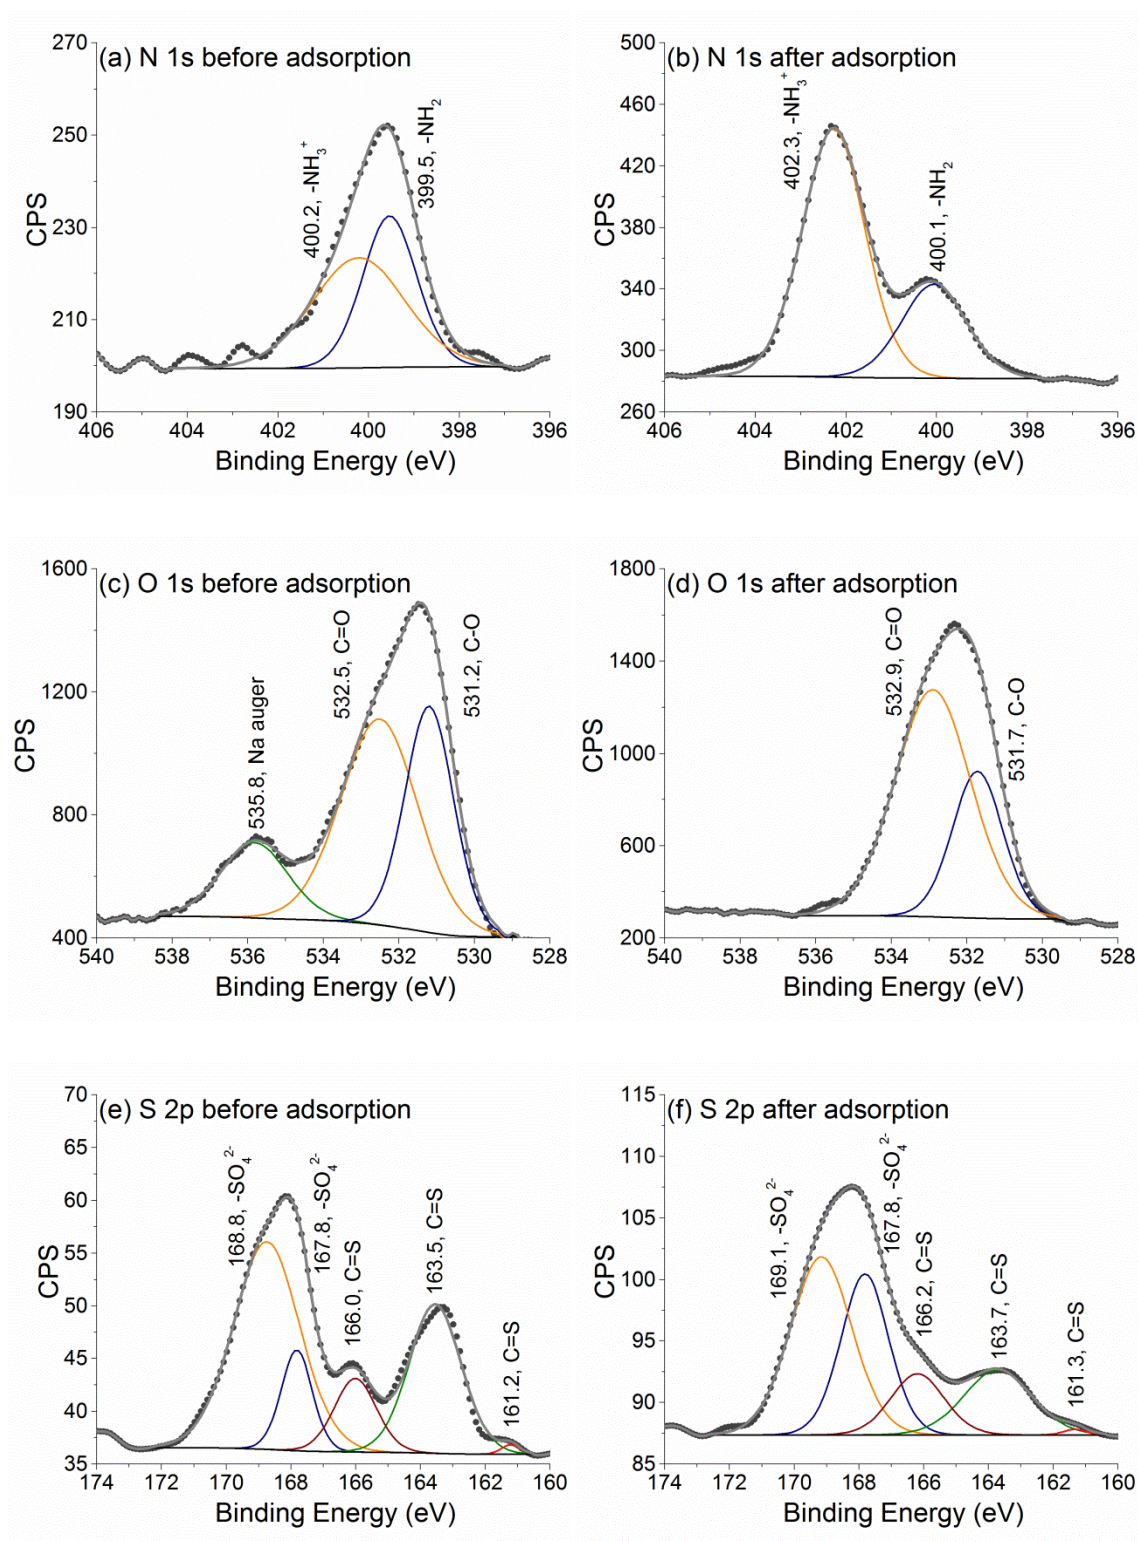 (a) N 1s before adsorption
270
250
230
210
190
CPS
400.2, -NH₃⁺
399.5, -NH₂
406 404 402 400 398 396
Binding Energy (eV)
(b) N 1s after adsorption
500
460
420
380
340
300
260
CPS
402.3, -NH₃⁺
400.1, -NH₂
406 404 402 400 398 396
Binding Energy (eV)
(c) O 1s before adsorption
1600
1200
800
400
CPS
535.8, Na auger
532.5, C=O
531.2, C-O
540 538 536 534 532 530 528
Binding Energy (eV)
(d) O 1s after adsorption
1800
1400
1000
600
200
CPS
532.9, C=O
531.7, C-O
540 538 536 534 532 530 528
Binding Energy (eV)
(e) S 2p before adsorption
70
65
60
55
50
45
40
35
CPS
168.8, -SO₄²⁻
167.8, -SO₄²⁻
166.0, C=S
163.5, C=S
161.2, C=S
174 172 170 168 166 164 162 160
Binding Energy (eV)
(f) S 2p after adsorption
115
110
105
100
95
90
85
CPS
169.1, -SO₄²⁻
167.8, -SO₄²⁻
166.2, C=S
163.7, C=S
161.3, C=S
174 172 170 168 166 164 162 160
Binding Energy (eV)